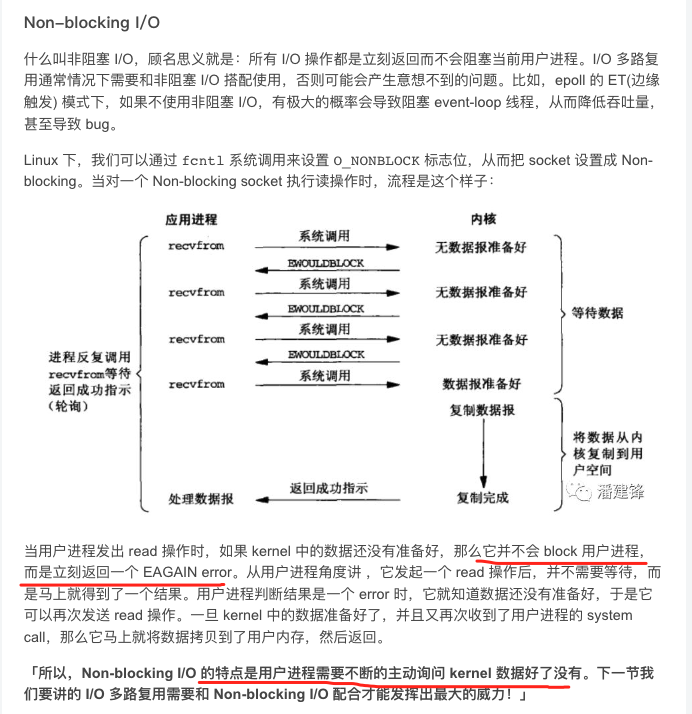 Non-blocking I/O
什么叫非阻塞 I/O，顾名思义就是：所有 I/O 操作都是立刻返回而不会阻塞当前用户进程。I/O 多路复
用通常情况下需要和非阻塞 I/O 搭配使用，否则可能会产生意想不到的问题。比如，epoll 的 ET(边缘
触发) 模式下，如果不使用非阻塞 I/O，有极大的概率会导致阻塞 event-loop 线程，从而降低吞吐量，
甚至导致 bug。
Linux 下，我们可以通过 fcntl 系统调用来设置 O_NONBLOCK 标志位，从而把 socket 设置成 Non-
blocking。当对一个 Non-blocking socket 执行读操作时，流程是这个样子：
应用进程 内核
recvfrom 系统调用 无数据报准备好
EWOULDBLOCK
recvfrom 系统调用 无数据报准备好
EWOULDBLOCK
等待数据
recvfrom 系统调用 无数据报准备好
EWOULDBLOCK
进程反复调用
recvfrom等待
返回成功指示
（轮询）
recvfrom 系统调用 数据报准备好
复制数据报
将数据从内
核复制到用
户空间
处理数据报 返回成功指示 复制完成
潘建锋
当用户进程发出 read 操作时，如果 kernel 中的数据还没有准备好，那么它并不会 block 用户进程，
而是立刻返回一个 EAGAIN error。从用户进程角度讲 ，它发起一个 read 操作后，并不需要等待，而
是马上就得到了一个结果。用户进程判断结果是一个 error 时，它就知道数据还没有准备好，于是它
可以再次发送 read 操作。一旦 kernel 中的数据准备好了，并且又再次收到了用户进程的 system
call，那么它马上就将数据拷贝到了用户内存，然后返回。
「所以，Non-blocking I/O 的特点是用户进程需要不断的主动询问 kernel 数据好了没有。下一节我
们要讲的 I/O 多路复用需要和 Non-blocking I/O 配合才能发挥出最大的威力！」